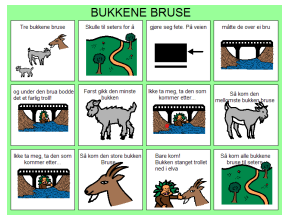 BUKKENE BRUSE
Tre bukkene bruse
Skulle til seters for å
gjøre seg fete. På veien
måtte de over ei bru
og under den brua bodde
det et farlig troll!
Først gikk den minste
bukken
Ikke ta meg, ta den som
kommer etter...
Så kom den
mellomste bukken bruse
Ikke ta meg, ta den som
kommer etter...
Så kom den store bukken
Bruse
Bare kom!
Bukken stanget trollet
ned i elva
Så kom alle bukkene
bruse til seters